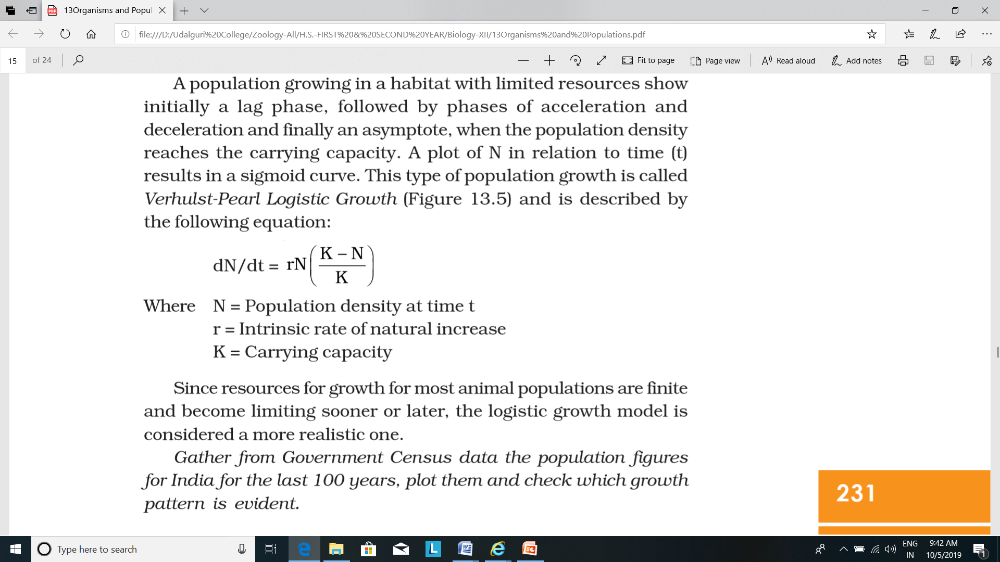 13Organisms and Popul
file:///D:/Udalguri%20College/Zoology-All/H.S.-FIRST%20&%20SECOND%20YEAR/Biology-XII/13Organisms%20and%20Populations.pdf
15 of 24 Fit to page Page view Read aloud Add notes
A population growing in a habitat with limited resources show
initially a lag phase, followed by phases of acceleration and
deceleration and finally an asymptote, when the population density
reaches the carrying capacity. A plot of N in relation to time (t)
results in a sigmoid curve. This type of population growth is called
Verhulst-Pearl Logistic Growth (Figure 13.5) and is described by
the following equation:
dN/dt = rN((K – N)/K)
Where N = Population density at time t
r = Intrinsic rate of natural increase
K = Carrying capacity
Since resources for growth for most animal populations are finite
and become limiting sooner or later, the logistic growth model is
considered a more realistic one.
Gather from Government Census data the population figures
for India for the last 100 years, plot them and check which growth
pattern is evident.
231
Type here to search
ENG
IN
9:42 AM
10/5/2019
1